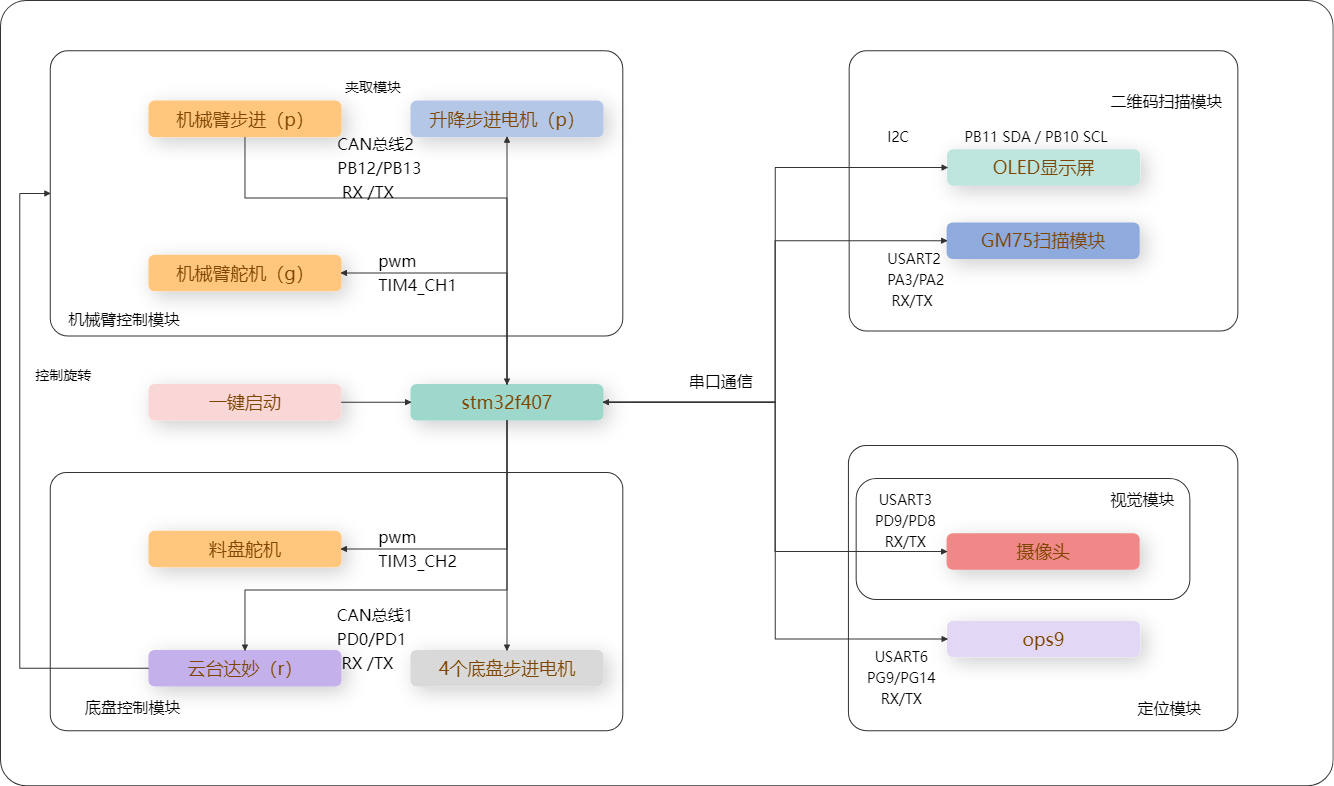 夹取模块
机械臂步进（p）
升降步进电机（p）
CAN总线2
PB12/PB13
RX /TX
机械臂舵机（g）
pwm
TIM4_CH1
机械臂控制模块
二维码扫描模块
I2C
PB11 SDA / PB10 SCL
OLED显示屏
GM75扫描模块
USART2
PA3/PA2
RX/TX
控制旋转
一键启动
stm32f407
串口通信
料盘舵机
pwm
TIM3_CH2
CAN总线1
PD0/PD1
RX /TX
云台达妙（r）
4个底盘步进电机
底盘控制模块
USART3
PD9/PD8
RX/TX
视觉模块
摄像头
ops9
USART6
PG9/PG14
RX/TX
定位模块